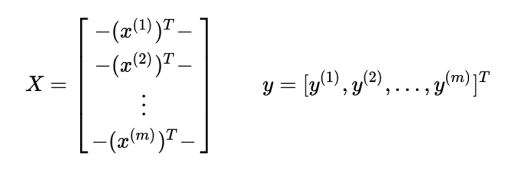 X = [ −(x^(1))^T −
−(x^(2))^T −
⋮
−(x^(m))^T − ]
y = [y^(1), y^(2), . . . , y^(m)]^T